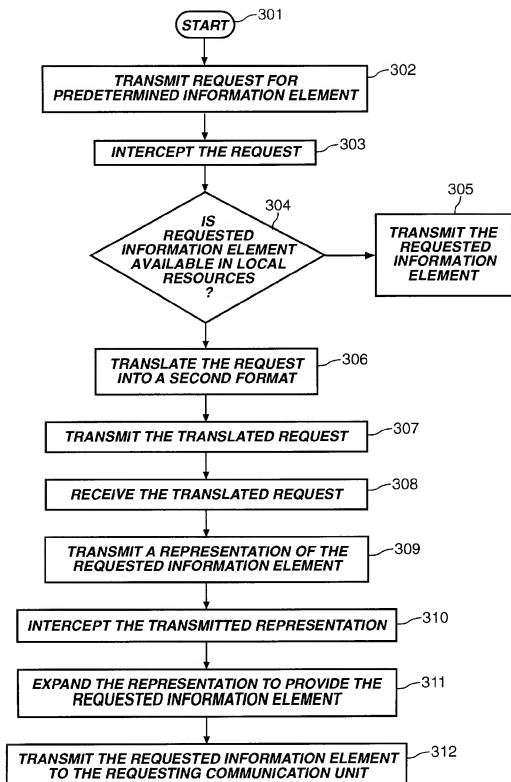 START
301
TRANSMIT REQUEST FOR
PREDETERMINED INFORMATION ELEMENT
302
INTERCEPT THE REQUEST
303
304
IS
REQUESTED
INFORMATION ELEMENT
AVAILABLE IN LOCAL
RESOURCES
?
305
TRANSMIT THE
REQUESTED
INFORMATION
ELEMENT
TRANSLATE THE REQUEST
INTO A SECOND FORMAT
306
TRANSMIT THE TRANSLATED REQUEST
307
RECEIVE THE TRANSLATED REQUEST
308
TRANSMIT A REPRESENTATION OF THE
REQUESTED INFORMATION ELEMENT
309
INTERCEPT THE TRANSMITTED REPRESENTATION
310
EXPAND THE REPRESENTATION TO PROVIDE THE
REQUESTED INFORMATION ELEMENT
311
TRANSMIT THE REQUESTED INFORMATION ELEMENT
TO THE REQUESTING COMMUNICATION UNIT
312